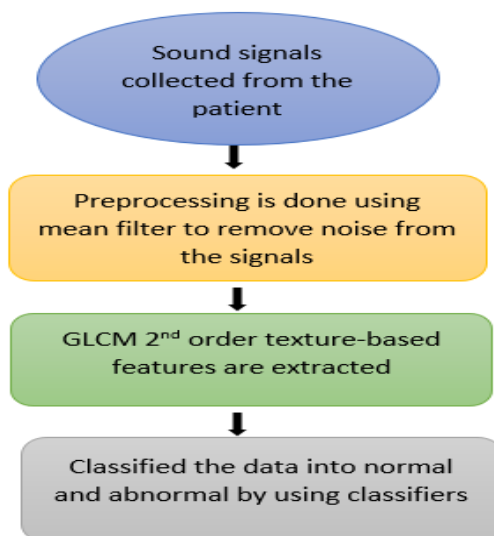 Sound signals
collected from the
patient
Preprocessing is done using
mean filter to remove noise from
the signals
GLCM 2nd order texture-based
features are extracted
Classified the data into normal
and abnormal by using classifiers